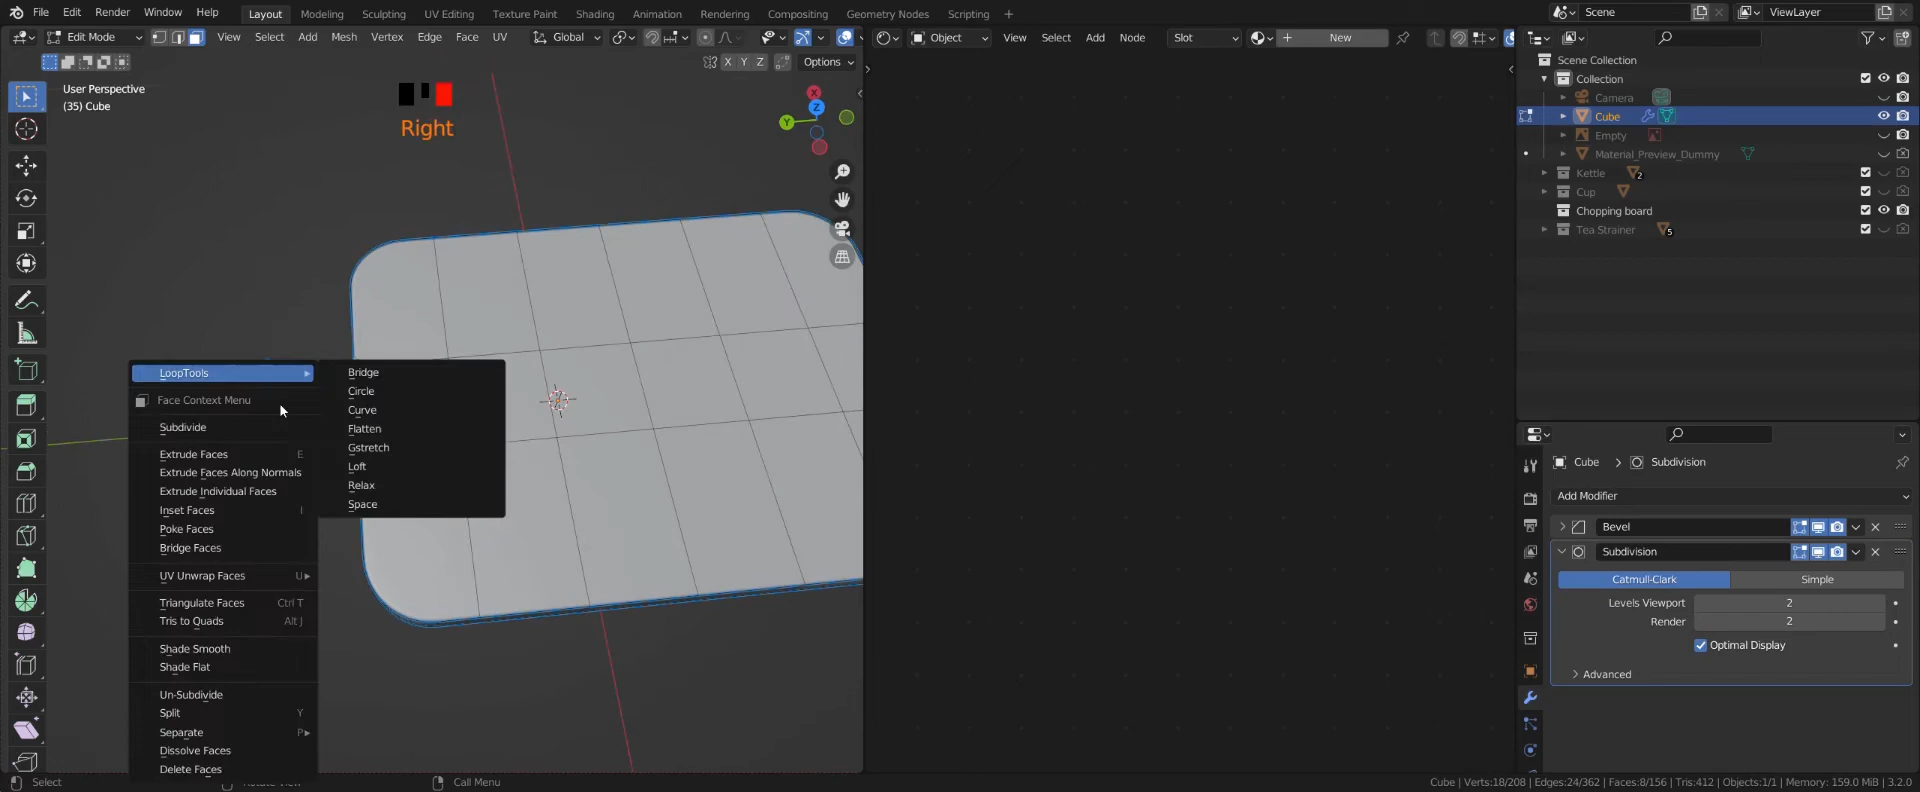 File Edit Render Window Help Layout Modeling Sculpting UV Editing Texture Paint Shading Animation Rendering Compositing Geometry Nodes Scripting + Scene ViewLayer
Edit Mode View Select Add Mesh Vertex Edge Face UV Global Object View Select Add Node Slot New
X Y Z Options
User Perspective
(35) Cube
Right
X
Z
Y
LoopTools
Face Context Menu
Subdivide
Extrude Faces E
Extrude Faces Along Normals
Extrude Individual Faces
Inset Faces I
Poke Faces
Bridge Faces
UV Unwrap Faces U
Triangulate Faces Ctrl T
Tris to Quads Alt J
Shade Smooth
Shade Flat
Un-Subdivide
Split Y
Separate P
Dissolve Faces
Delete Faces
Bridge
Circle
Curve
Flatten
Gstretch
Loft
Relax
Space
Scene Collection
Collection
Camera
Cube
Empty
Material_Preview_Dummy
Kettle 2
Cup
Chopping board
Tea Strainer 5
Cube > Subdivision
Add Modifier
Bevel
Subdivision
Catmull-Clark Simple
Levels Viewport 2
Render 2
Optimal Display
Advanced
Select
Call Menu
Cube | Verts:18/208 | Edges:24/362 | Faces:8/156 | Tris:412 | Objects:1/1 | Memory: 159.0 MiB | 3.2.0